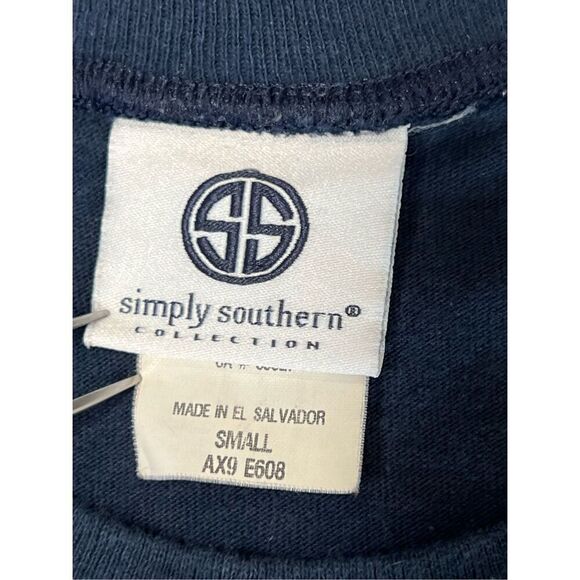 SS
simply southern®
COLLECTION
MADE IN EL SALVADOR
SMALL
AX9 E608